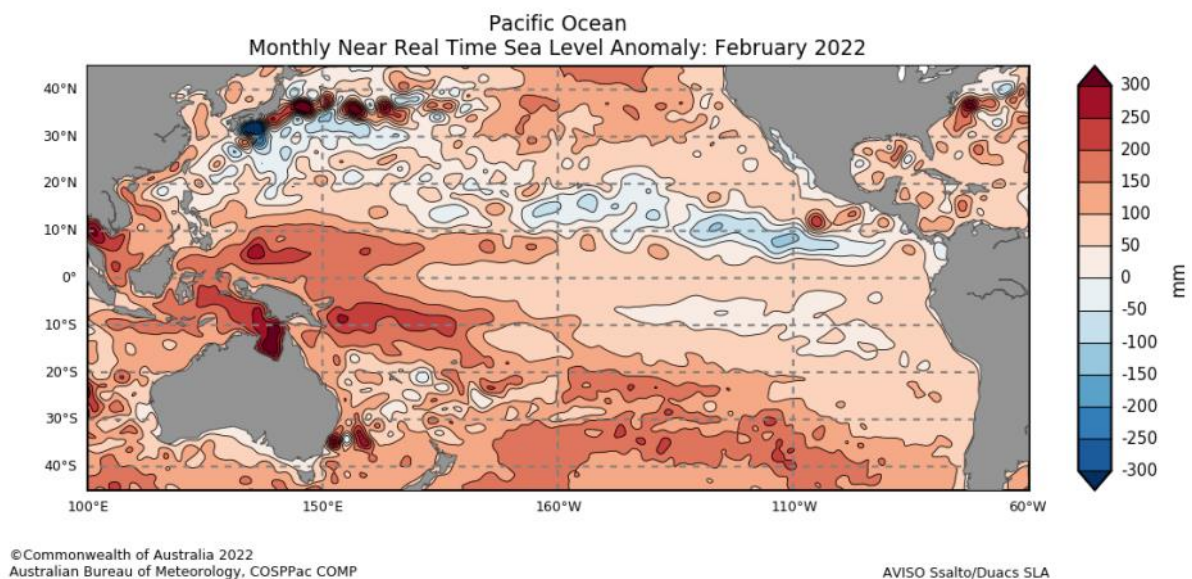 Pacific Ocean
Monthly Near Real Time Sea Level Anomaly: February 2022
40°N
30°N
20°N
10°N
0°
10°S
20°S
30°S
40°S
100°E 150°E 160°W 110°W 60°W
300
250
200
150
100
50
0
-50
-100
-150
-200
-250
-300
mm
©Commonwealth of Australia 2022
Australian Bureau of Meteorology, COSPPac COMP
AVISO Ssalto/Duacs SLA